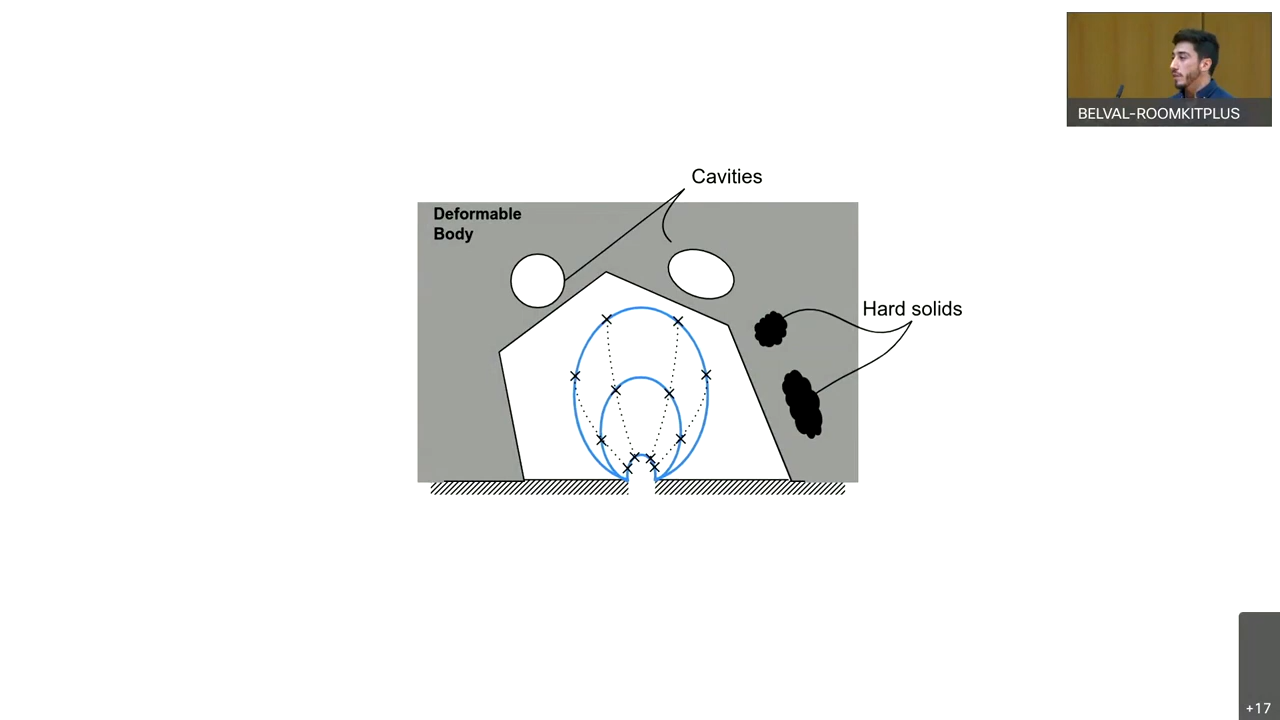 BELVAL-ROOMKITPLUS
Cavities
Deformable
Body
Hard solids
+17